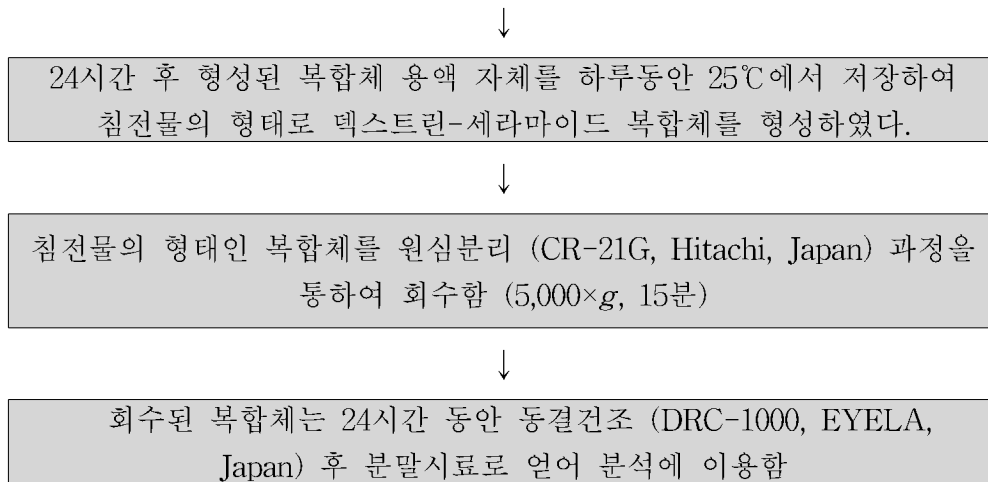 ↓
24시간 후 형성된 복합체 용액 자체를 하루동안 25℃에서 저장하여
침전물의 형태로 덱스트린-세라마이드 복합체를 형성하였다.
↓
침전물의 형태인 복합체를 원심분리 (CR-21G, Hitachi, Japan) 과정을
통하여 회수함 (5,000×g, 15분)
↓
회수된 복합체는 24시간 동안 동결건조 (DRC-1000, EYELA,
Japan) 후 분말시료로 얻어 분석에 이용함